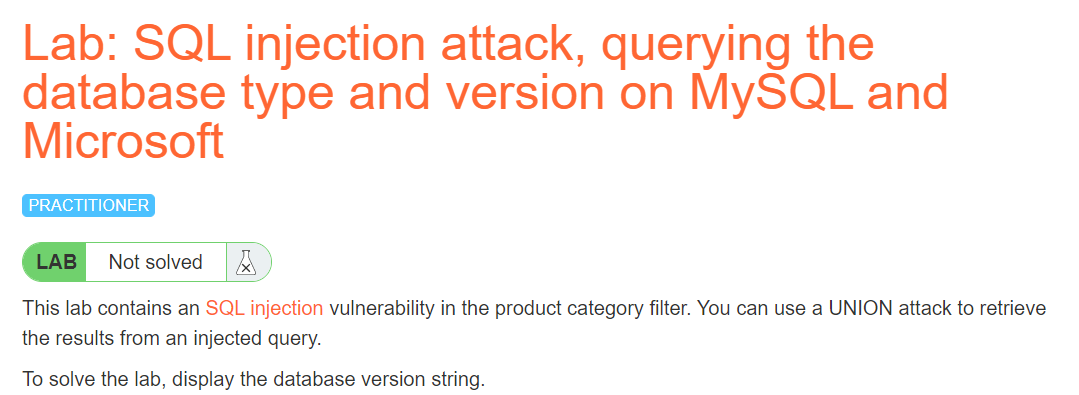 Lab: SQL injection attack, querying the
database type and version on MySQL and
Microsoft
PRACTITIONER
LAB Not solved
This lab contains an SQL injection vulnerability in the product category filter. You can use a UNION attack to retrieve
the results from an injected query.
To solve the lab, display the database version string.